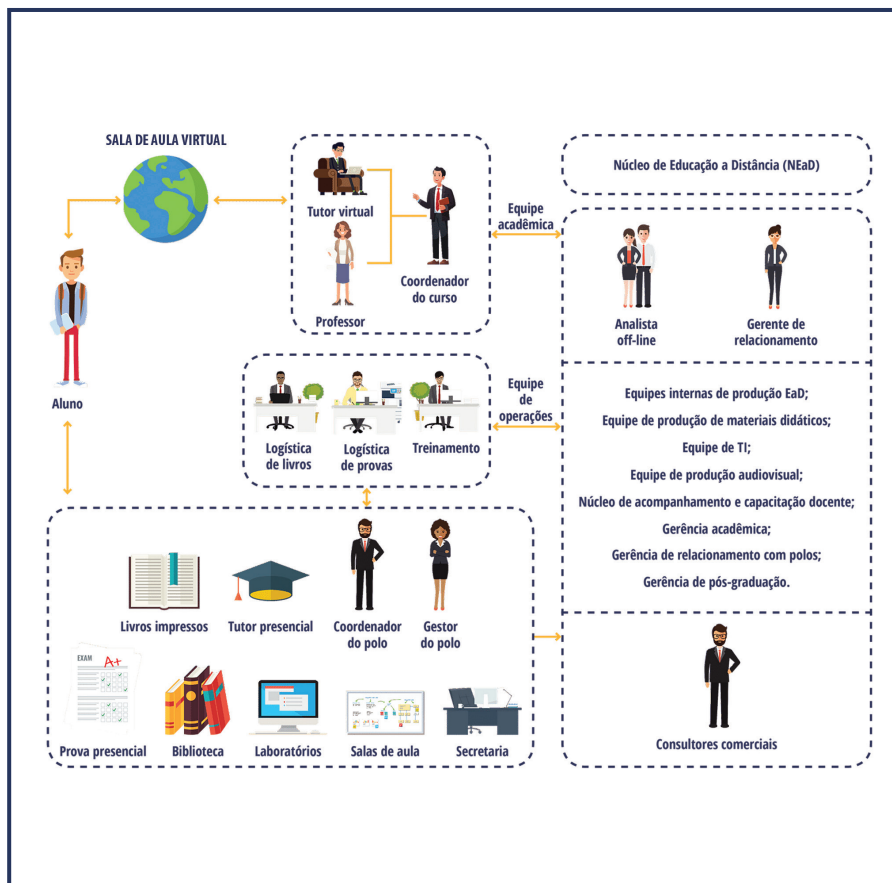 SALA DE AULA VIRTUAL
Tutor virtual
Professor
Coordenador
do curso
Equipe
acadêmica
Núcleo de Educação a Distância (NEaD)
Analista
off-line
Gerente de
relacionamento
Aluno
Logística
de livros
Logística
de provas
Treinamento
Equipe
de
operações
Equipes internas de produção EaD;
Equipe de produção de materiais didáticos;
Equipe de TI;
Equipe de produção audiovisual;
Núcleo de acompanhamento e capacitação docente;
Gerência acadêmica;
Gerência de relacionamento com polos;
Gerência de pós-graduação.
Livros impressos
Tutor presencial
Coordenador
do polo
Gestor
do polo
EXAM
A+
Prova presencial
Biblioteca
Laboratórios
Salas de aula
Secretaria
Consultores comerciais